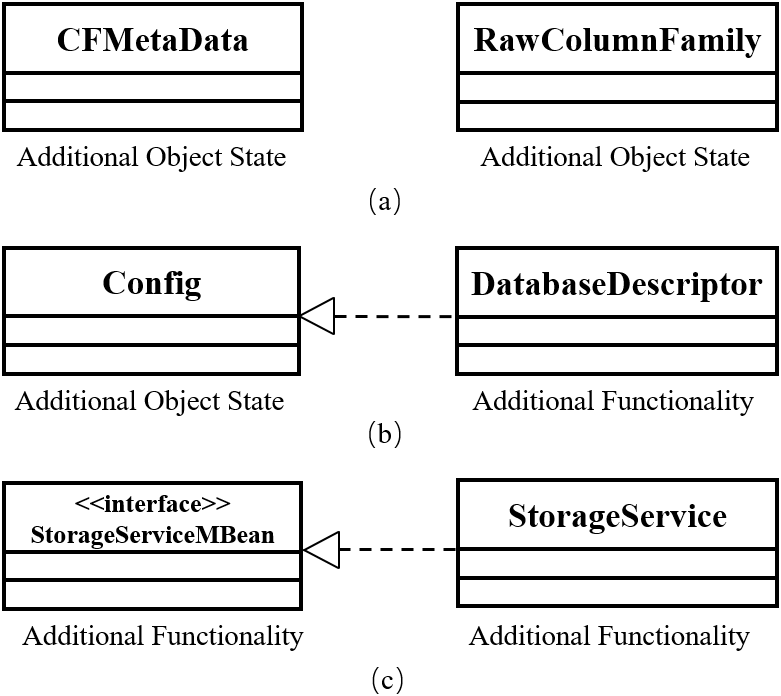 CFMetaData
RawColumnFamily
Additional Object State
Additional Object State
(a)
Config
DatabaseDescriptor
Additional Object State
Additional Functionality
(b)
<<interface>>
StorageServiceMBean
StorageService
Additional Functionality
Additional Functionality
(c)